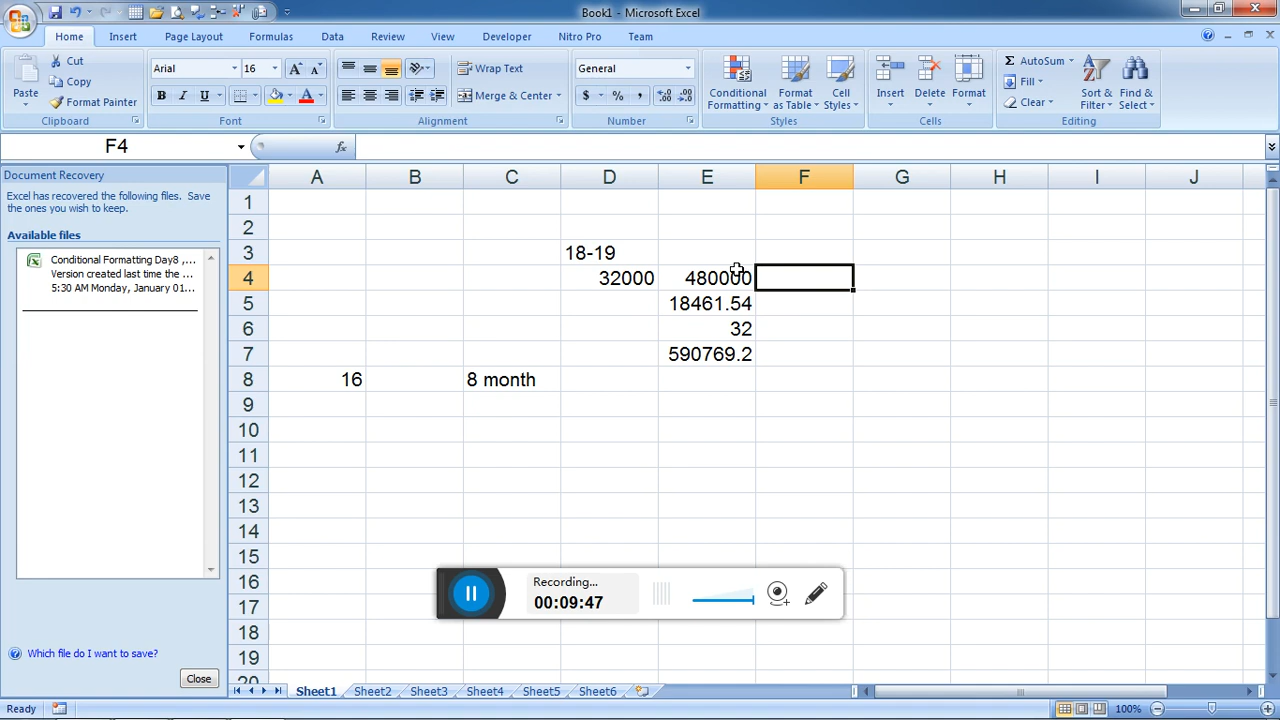 Book1 - Microsoft Excel
Home Insert Page Layout Formulas Data Review View Developer Nitro Pro Team
Paste
Cut
Copy
Format Painter
Clipboard
Arial 16
B I U
Font
Wrap Text
Merge & Center
Alignment
General
$ % ,
Number
Conditional Formatting
Format as Table
Cell Styles
Styles
Insert
Delete
Format
Cells
AutoSum
Fill
Clear
Sort & Filter
Find & Select
Editing
F4 fx
Document Recovery
Excel has recovered the following files. Save
the ones you wish to keep.
Available files
Conditional Formatting Day8 ,...
Version created last time the ...
5:30 AM Monday, January 01...
Which file do I want to save?
Close
A B C D E F G H I J
1
2
3 18-19
4 32000 480000
5 18461.54
6 32
7 590769.2
8 16 8 month
9
10
11
12
13
14
15
16
17
18
19
20
Recording...
00:09:47
Sheet1 Sheet2 Sheet3 Sheet4 Sheet5 Sheet6
Ready
100%